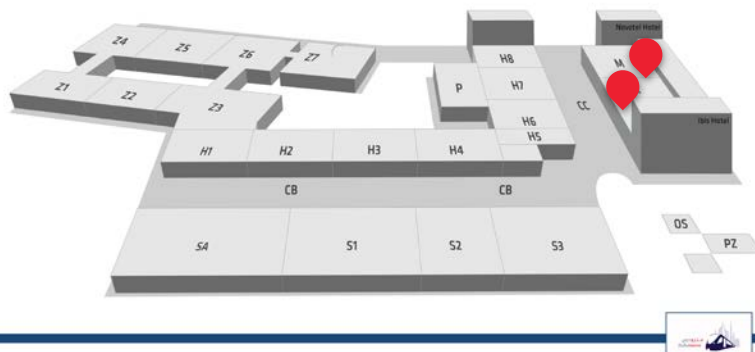 Novotel Hotel
Z4
Z5
Z6
Z7
H8
M
Z1
Z2
Z3
P
H7
CC
H6
H5
Ibis Hotel
H1
H2
H3
H4
CB
CB
SA
S1
S2
S3
OS
PZ